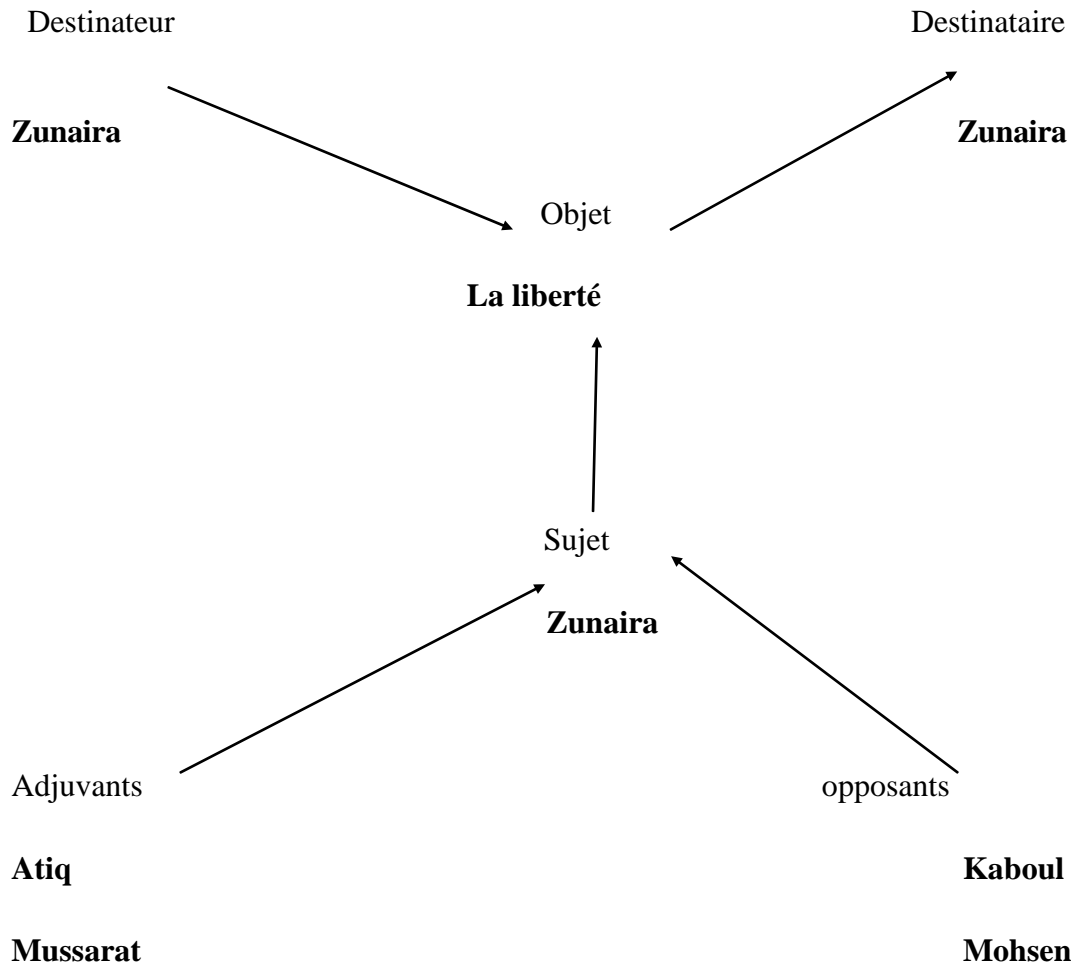 Destinateur Destinataire
Zunaira Zunaira
Objet
La liberté
Sujet
Zunaira
Adjuvants opposants
Atiq Kaboul
Mussarat Mohsen